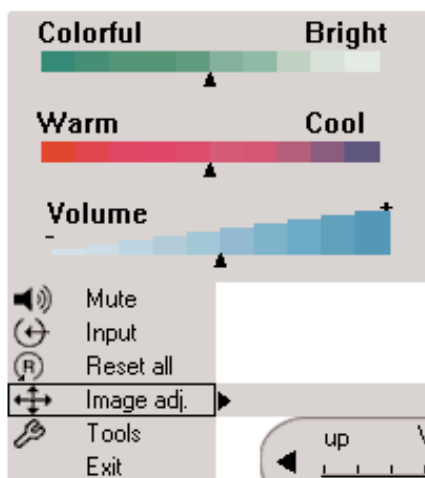 Colorful Bright
Warm Cool
Volume
- +
Mute
Input
R Reset all
Image adj.
Tools
up
Exit